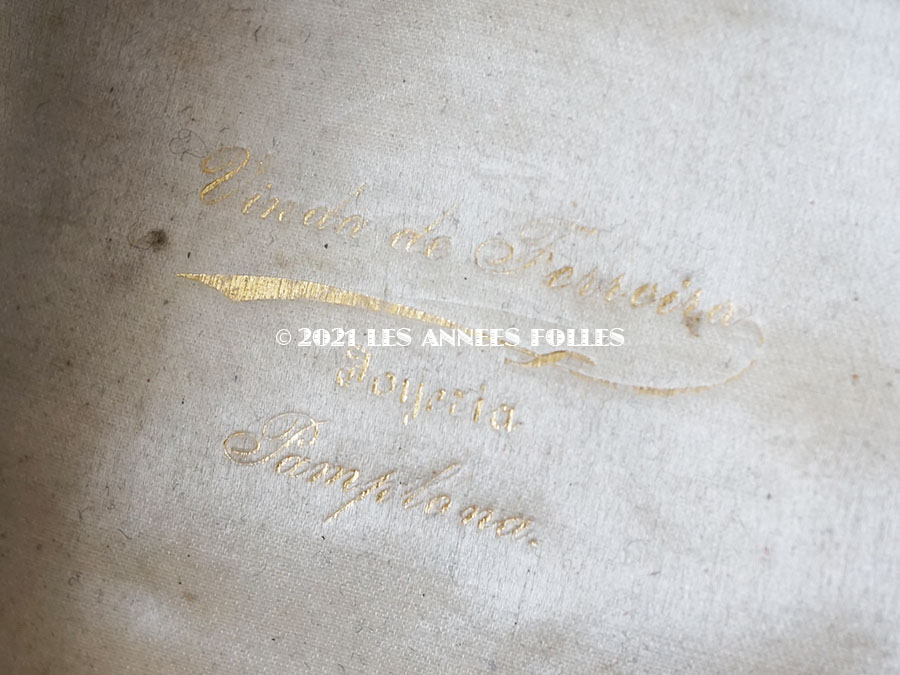 Viuda de Ferreira
© 2021 LES ANNEES FOLLES
Joyeria
Pamplona.